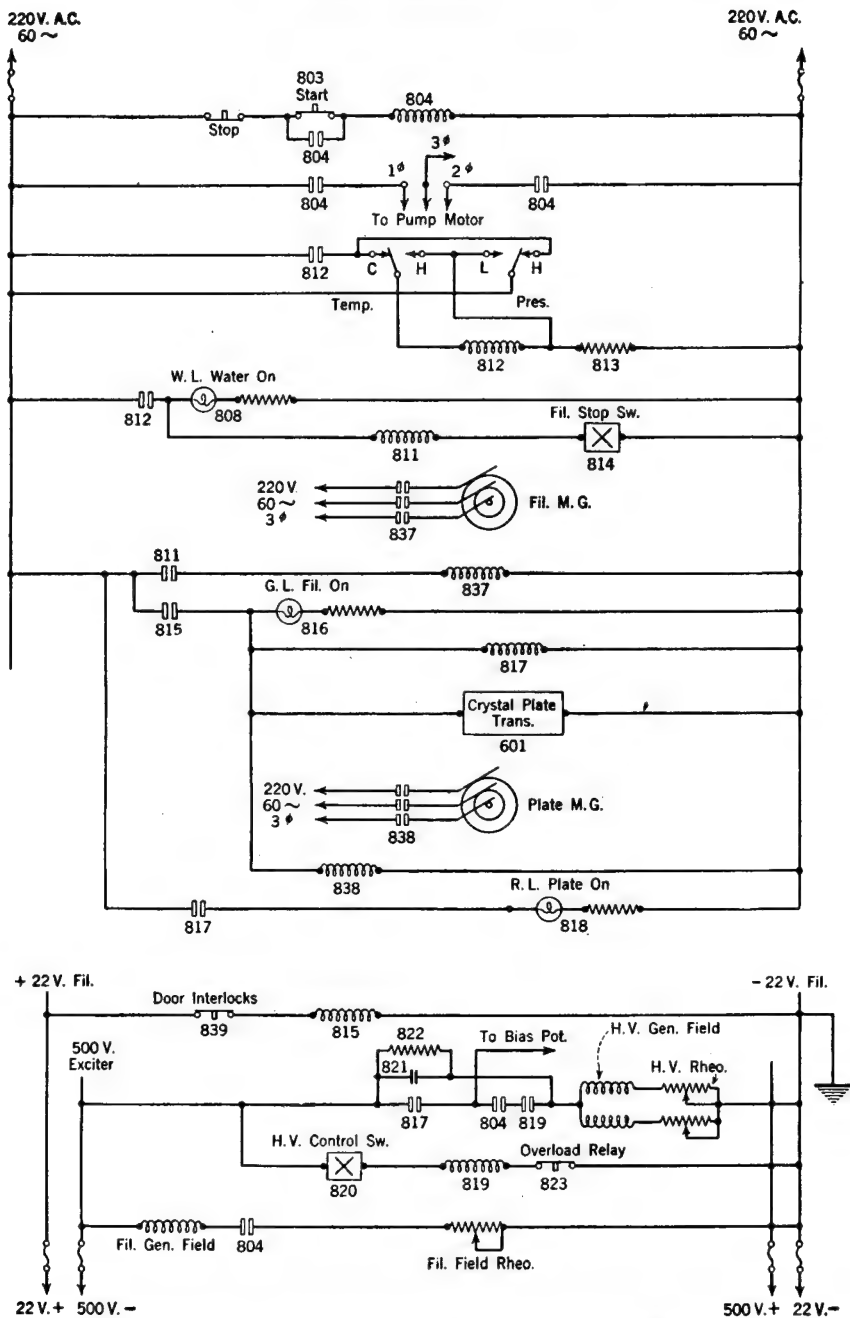 220 V. A.C.
60 ~
220 V. A.C.
60 ~
803
Start
804
Stop
804
3ϕ
1ϕ
2ϕ
804
To Pump Motor
804
812
C
H
L
H
Temp.
Pres.
812
813
W. L. Water On
812
808
Fil. Stop Sw.
811
814
220 V.
60 ~
3 ϕ
837
Fil. M. G.
811
837
G. L. Fil. On
815
816
817
Crystal Plate
Trans.
601
220 V.
60 ~
3 ϕ
838
Plate M. G.
838
R. L. Plate On
817
818
+ 22 V. Fil.
- 22 V. Fil.
Door Interlocks
839
815
500 V.
Exciter
822
821
To Bias Pot.
H.V. Gen. Field
H.V. Rheo.
817
804
819
H.V. Control Sw.
820
819
Overload Relay
823
Fil. Gen. Field
804
Fil. Field Rheo.
22 V. +
500 V. -
500 V. +
22 V. -